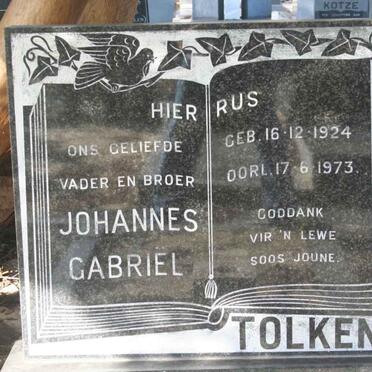 KOTZE
HIER RUS
ONS GELIEFDE
VADER EN BROER
JOHANNES
GABRIEL
GEB. 16-12-1924
OORL. 17-6-1973.
GODDANK
VIR 'N LEWE
SOOS JOUNE.
TOLKEN